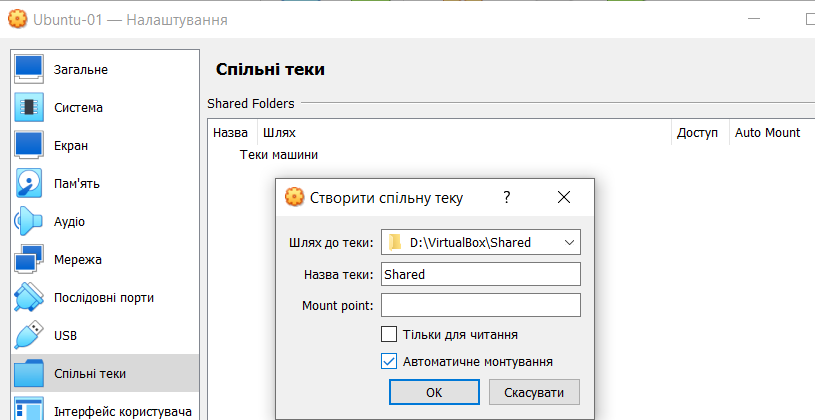 Ubuntu-01 — Налаштування
Загальне
Система
Екран
Пам'ять
Аудіо
Мережа
Послідовні порти
USB
Спільні теки
Інтерфейс користувача
Спільні теки
Shared Folders
Назва Шлях Доступ Auto Mount
Теки машини
Створити спільну теку ?
Шлях до теки: D:\VirtualBox\Shared
Назва теки: Shared
Mount point:
Тільки для читання
Автоматичне монтування
ОК Скасувати